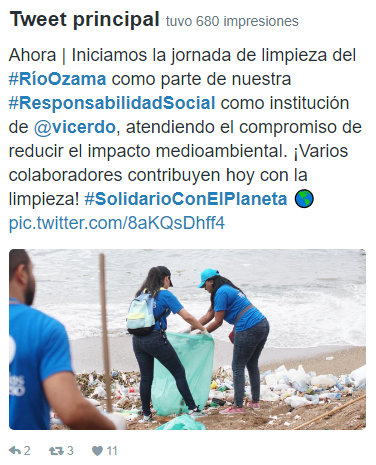 Tweet principal tuvo 680 impresiones
Ahora | Iniciamos la jornada de limpieza del
#RíoOzama como parte de nuestra
#ResponsabilidadSocial como institución
de @vicerdo, atendiendo el compromiso de
reducir el impacto medioambiental. ¡Varios
colaboradores contribuyen hoy con la
limpieza! #SolidarioConElPlaneta 🌎
pic.twitter.com/8aKQsDhff4
2 3 11